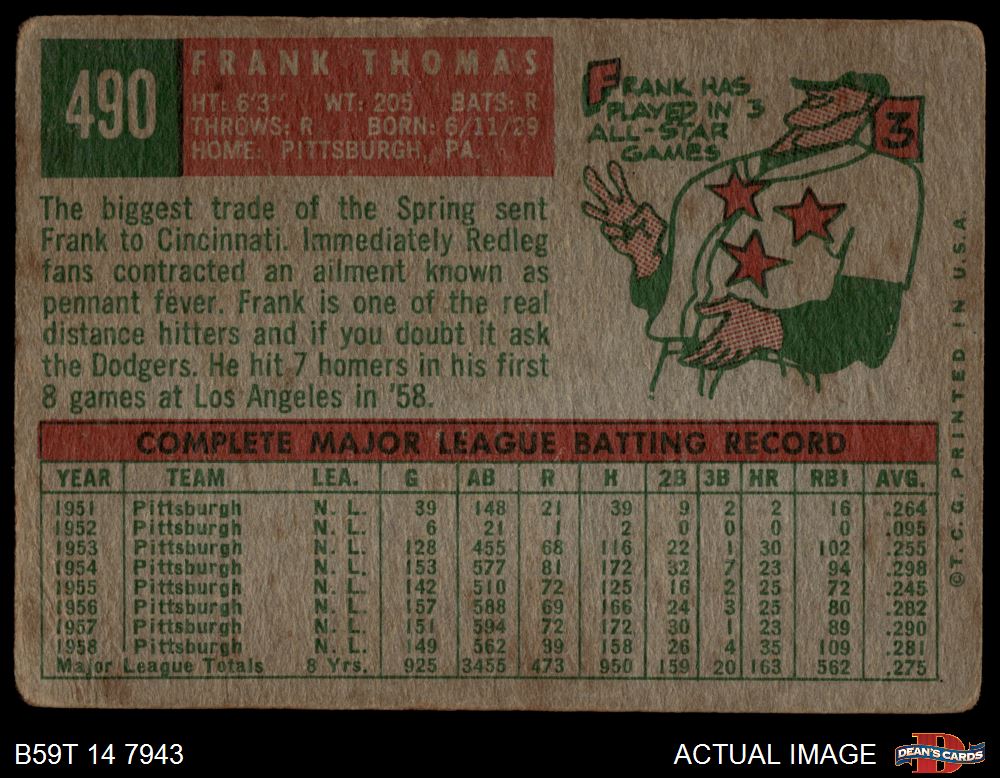 490
FRANK THOMAS
HT: 6'3" WT: 205 BATS: R
THROWS: R BORN: 6/11/29
HOME: PITTSBURGH, PA.
FRANK HAS
PLAYED IN 3
ALL-STAR
GAMES
3
The biggest trade of the Spring sent
Frank to Cincinnati. Immediately Redleg
fans contracted an ailment known as
pennant fever. Frank is one of the real
distance hitters and if you doubt it ask
the Dodgers. He hit 7 homers in his first
8 games at Los Angeles in '58.
COMPLETE MAJOR LEAGUE BATTING RECORD
YEAR TEAM LEA. G AB R H 2B 3B HR RBI AVG.
1951 Pittsburgh N. L. 39 148 21 39 9 2 2 16 .264
1952 Pittsburgh N. L. 6 21 1 2 0 0 0 0 .095
1953 Pittsburgh N. L. 128 455 68 116 22 1 30 102 .255
1954 Pittsburgh N. L. 153 577 81 172 32 7 23 94 .298
1955 Pittsburgh N. L. 142 510 72 125 16 2 25 72 .245
1956 Pittsburgh N. L. 157 588 69 166 24 3 25 80 .282
1957 Pittsburgh N. L. 151 594 72 172 30 1 23 89 .290
1958 Pittsburgh N. L. 149 562 89 158 26 4 35 109 .281
Major League Totals 8 Yrs. 925 3455 473 950 159 20 163 562 .275
©T.C.G. PRINTED IN U.S.A.
B59T 14 7943
ACTUAL IMAGE
DEAN'S CARDS